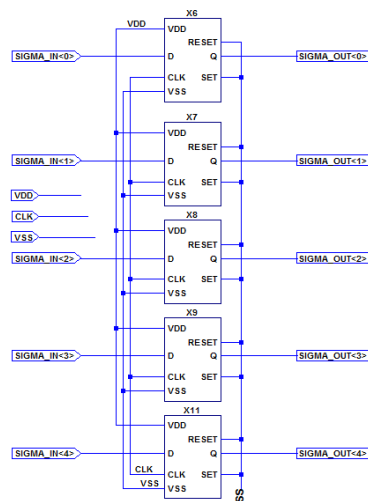 X6
VDD
VDD
RESET
SIGMA_IN<0>
D
Q
SIGMA_OUT<0>
CLK
SET
VSS
X7
VDD
RESET
SIGMA_IN<1>
D
Q
SIGMA_OUT<1>
CLK
SET
VSS
VDD
CLK
VSS
X8
VDD
RESET
SIGMA_IN<2>
D
Q
SIGMA_OUT<2>
CLK
SET
VSS
X9
VDD
RESET
SIGMA_IN<3>
D
Q
SIGMA_OUT<3>
CLK
SET
VSS
X11
VDD
RESET
SIGMA_IN<4>
D
Q
SIGMA_OUT<4>
CLK
CLK
SET
VSS
VSS
SS